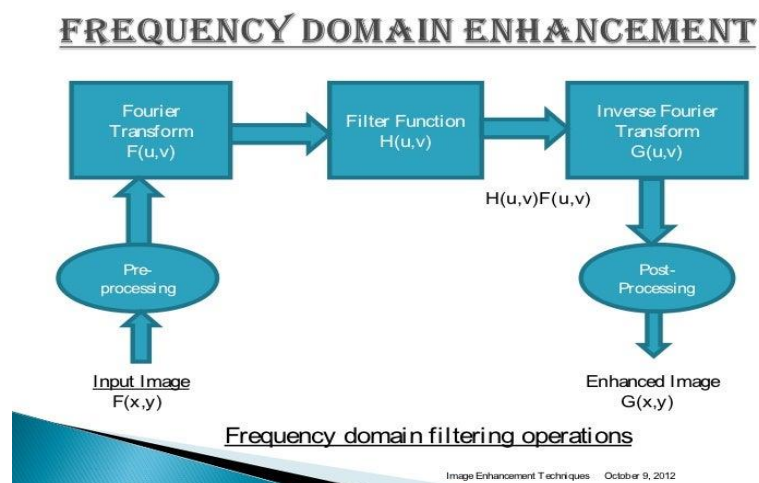 FREQUENCY DOMAIN ENHANCEMENT
Fourier
Transform
F(u,v)
Filter Function
H(u,v)
Inverse Fourier
Transform
G(u,v)
H(u,v)F(u,v)
Pre-
processing
Post-
Processing
Input Image
F(x,y)
Enhanced Image
G(x,y)
Frequency domain filtering operations
Image Enhancement Techniques October 9, 2012